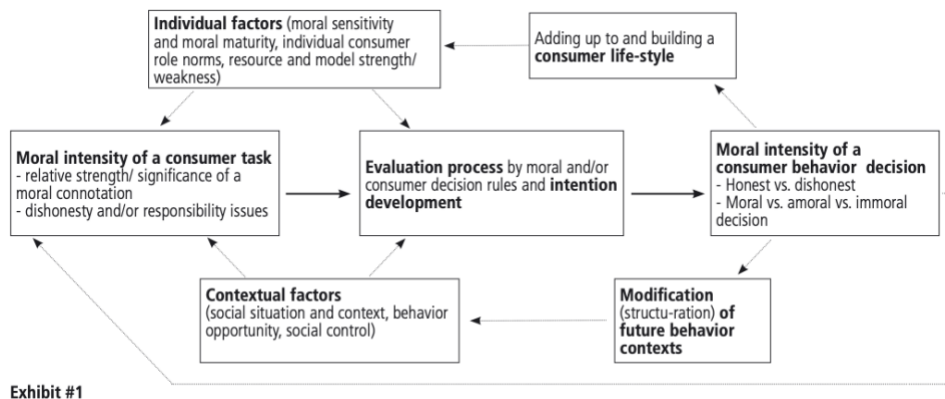 Individual factors (moral sensitivity
and moral maturity, individual consumer
role norms, resource and model strength/
weakness)
Adding up to and building a
consumer life-style
Moral intensity of a consumer task
- relative strength/ significance of a
moral connotation
- dishonesty and/or responsibility issues
Evaluation process by moral and/or
consumer decision rules and intention
development
Moral intensity of a
consumer behavior decision
- Honest vs. dishonest
- Moral vs. amoral vs. immoral
decision
Contextual factors
(social situation and context, behavior
opportunity, social control)
Modification
(structu-ration) of
future behavior
contexts
Exhibit #1